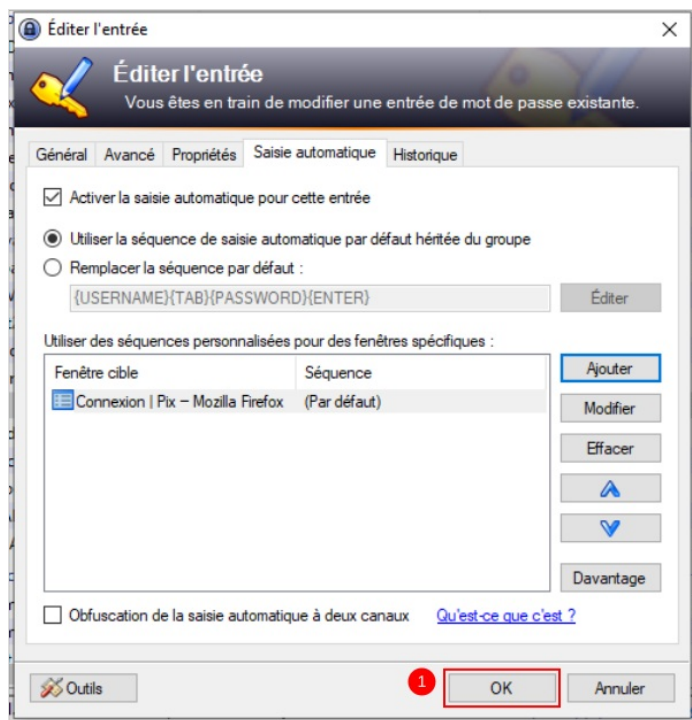 Éditer l'entrée
Éditer l'entrée
Vous êtes en train de modifier une entrée de mot de passe existante.
Général Avancé Propriétés Saisie automatique Historique
Activer la saisie automatique pour cette entrée
Utiliser la séquence de saisie automatique par défaut héritée du groupe
Remplacer la séquence par défaut :
{USERNAME}{TAB}{PASSWORD}{ENTER} Éditer
Utiliser des séquences personnalisées pour des fenêtres spécifiques :
Fenêtre cible Séquence Ajouter
Connexion | Pix — Mozilla Firefox (Par défaut) Modifier
Effacer
Davantage
Obfuscation de la saisie automatique à deux canaux Qu'est-ce que c'est ?
Outils 1 OK Annuler